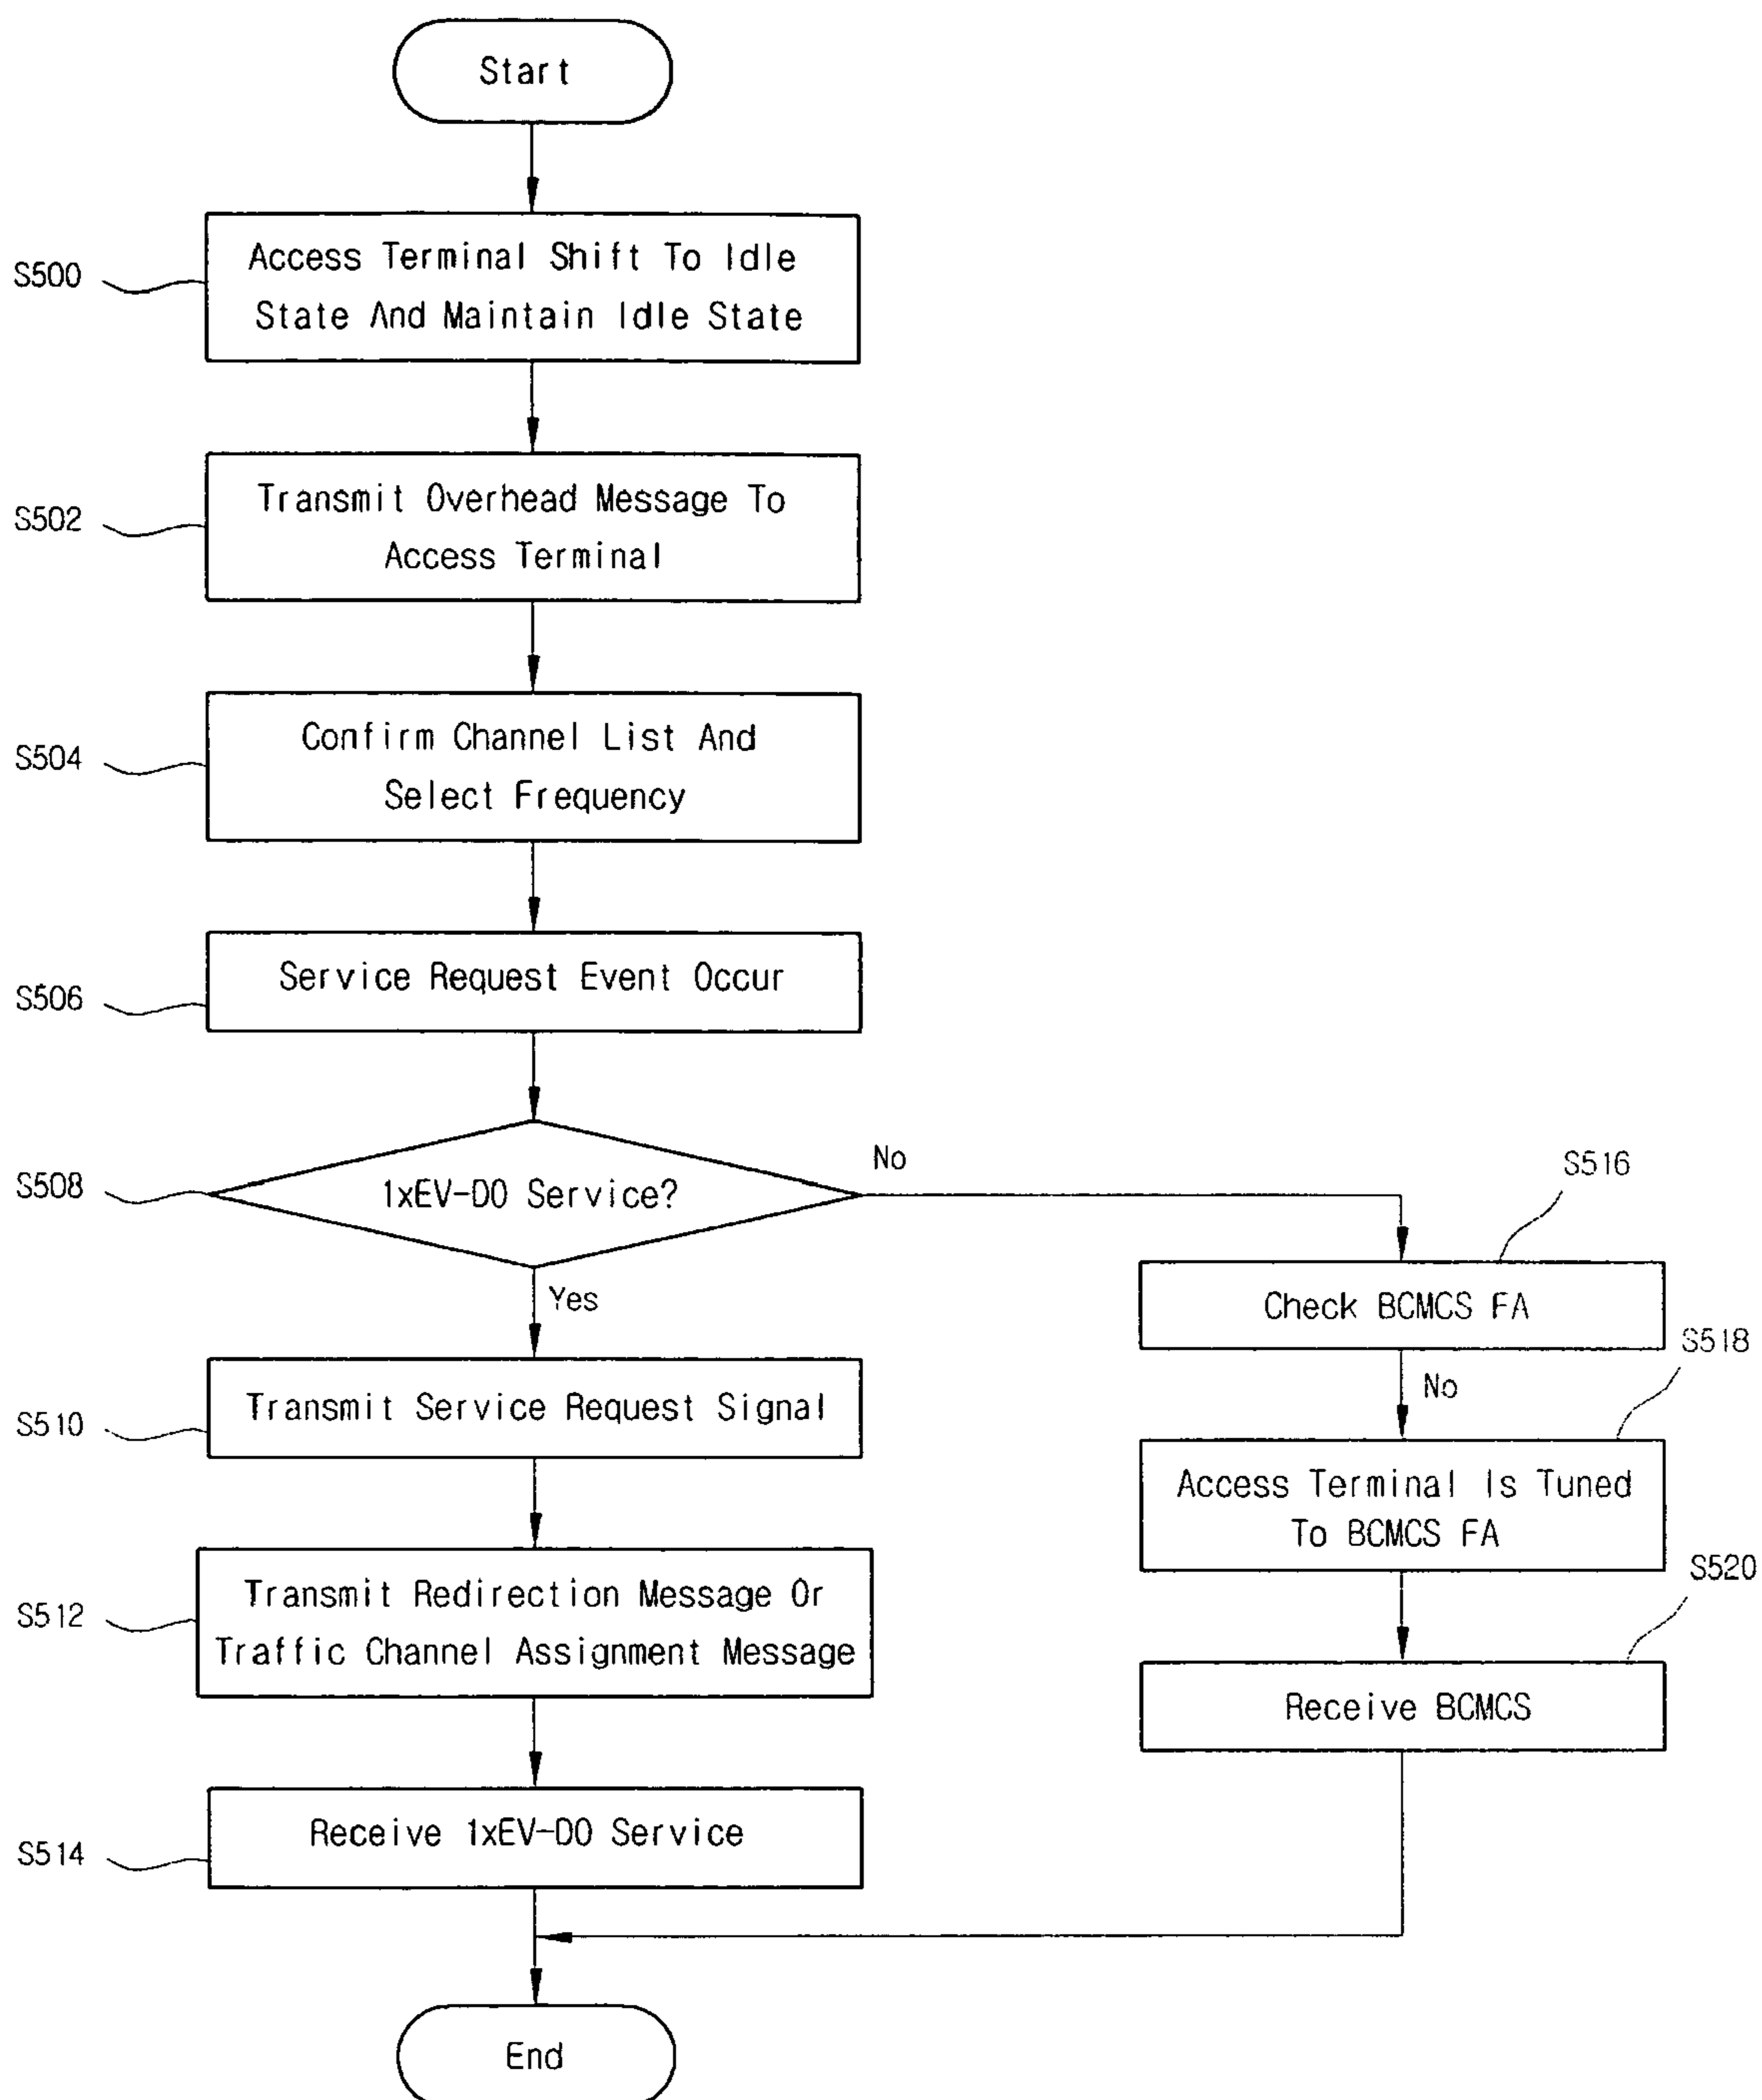 Start
S500
Access Terminal Shift To Idle
State And Maintain Idle State
S502
Transmit Overhead Message To
Access Terminal
S504
Confirm Channel List And
Select Frequency
S506
Service Request Event Occur
S508
1xEV-DO Service?
No
Yes
S510
Transmit Service Request Signal
S512
Transmit Redirection Message Or
Traffic Channel Assignment Message
S514
Receive 1xEV-DO Service
S516
Check BCMCS FA
No
S518
Access Terminal Is Tuned
To BCMCS FA
S520
Receive BCMCS
End